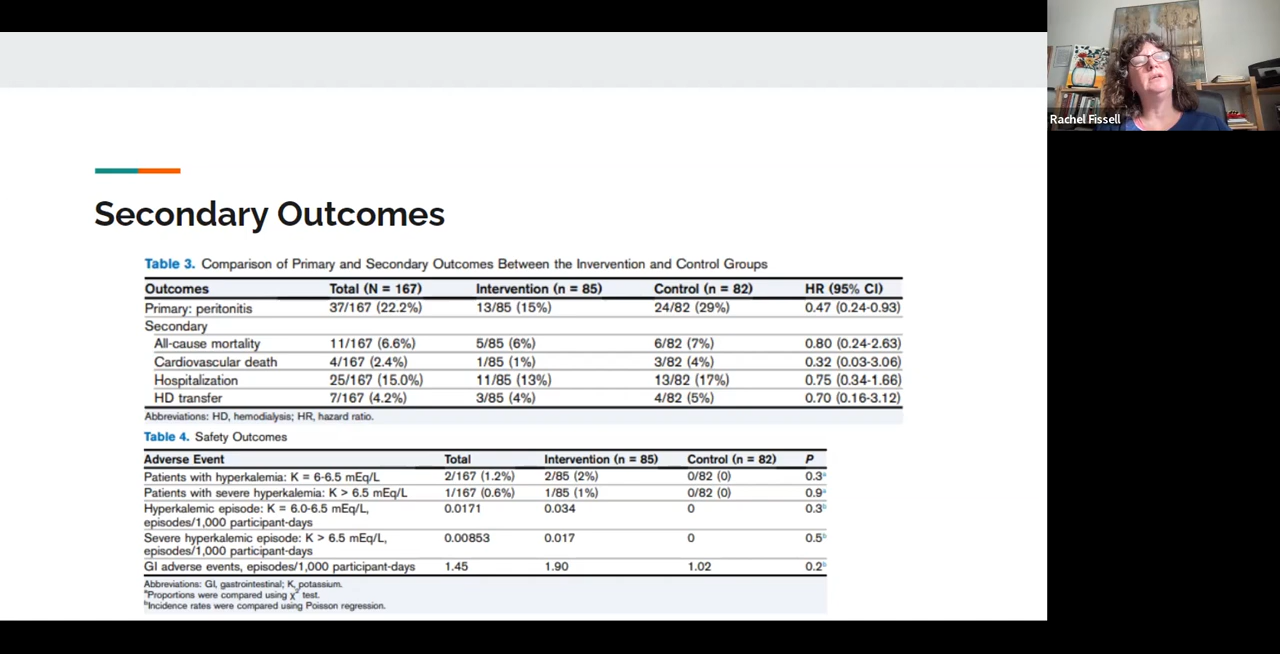 Rachel Fissell
Secondary Outcomes
Table 3. Comparison of Primary and Secondary Outcomes Between the Invervention and Control Groups
Outcomes Total (N = 167) Intervention (n = 85) Control (n = 82) HR (95% CI)
Primary: peritonitis 37/167 (22.2%) 13/85 (15%) 24/82 (29%) 0.47 (0.24-0.93)
Secondary
All-cause mortality 11/167 (6.6%) 5/85 (6%) 6/82 (7%) 0.80 (0.24-2.63)
Cardiovascular death 4/167 (2.4%) 1/85 (1%) 3/82 (4%) 0.32 (0.03-3.06)
Hospitalization 25/167 (15.0%) 11/85 (13%) 13/82 (17%) 0.75 (0.34-1.66)
HD transfer 7/167 (4.2%) 3/85 (4%) 4/82 (5%) 0.70 (0.16-3.12)
Abbreviations: HD, hemodialysis; HR, hazard ratio.
Table 4. Safety Outcomes
Adverse Event Total Intervention (n = 85) Control (n = 82) P
Patients with hyperkalemia: K = 6-6.5 mEq/L 2/167 (1.2%) 2/85 (2%) 0/82 (0) 0.3a
Patients with severe hyperkalemia: K > 6.5 mEq/L 1/167 (0.6%) 1/85 (1%) 0/82 (0) 0.9a
Hyperkalemic episode: K = 6.0-6.5 mEq/L, 0.0171 0.034 0 0.3b
episodes/1,000 participant-days
Severe hyperkalemic episode: K > 6.5 mEq/L, 0.00853 0.017 0 0.5b
episodes/1,000 participant-days
GI adverse events, episodes/1,000 participant-days 1.45 1.90 1.02 0.2b
Abbreviations: GI, gastrointestinal; K, potassium.
aProportions were compared using χ2 test.
bIncidence rates were compared using Poisson regression.